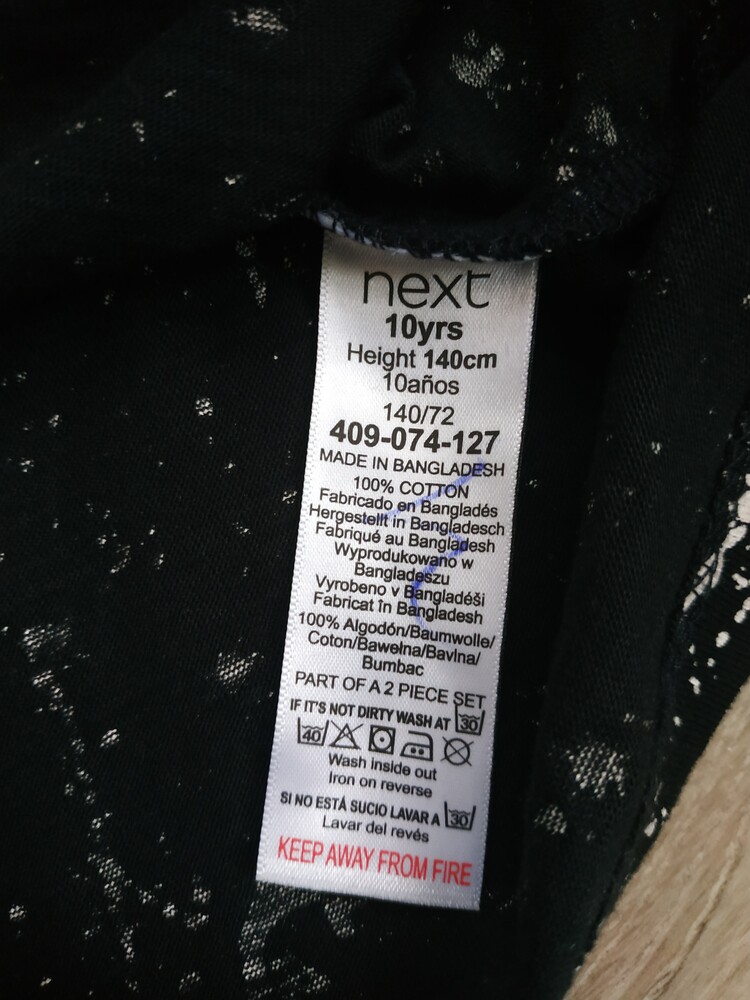 next
10yrs
Height 140cm
10años
140/72
409-074-127
MADE IN BANGLADESH
100% COTTON
Fabricado en Bangladés
Hergestellt in Bangladesch
Fabriqué au Bangladesh
Wyprodukowano w
Bangladeszu
Vyrobeno v Bangladéši
Fabricat în Bangladesh
100% Algodón/Baumwolle/
Coton/Bawełna/Bavlna/
Bumbac
PART OF A 2 PIECE SET
IF IT'S NOT DIRTY WASH AT 30
40
Wash inside out
Iron on reverse
SI NO ESTÁ SUCIO LAVAR A 30
Lavar del revés
KEEP AWAY FROM FIRE